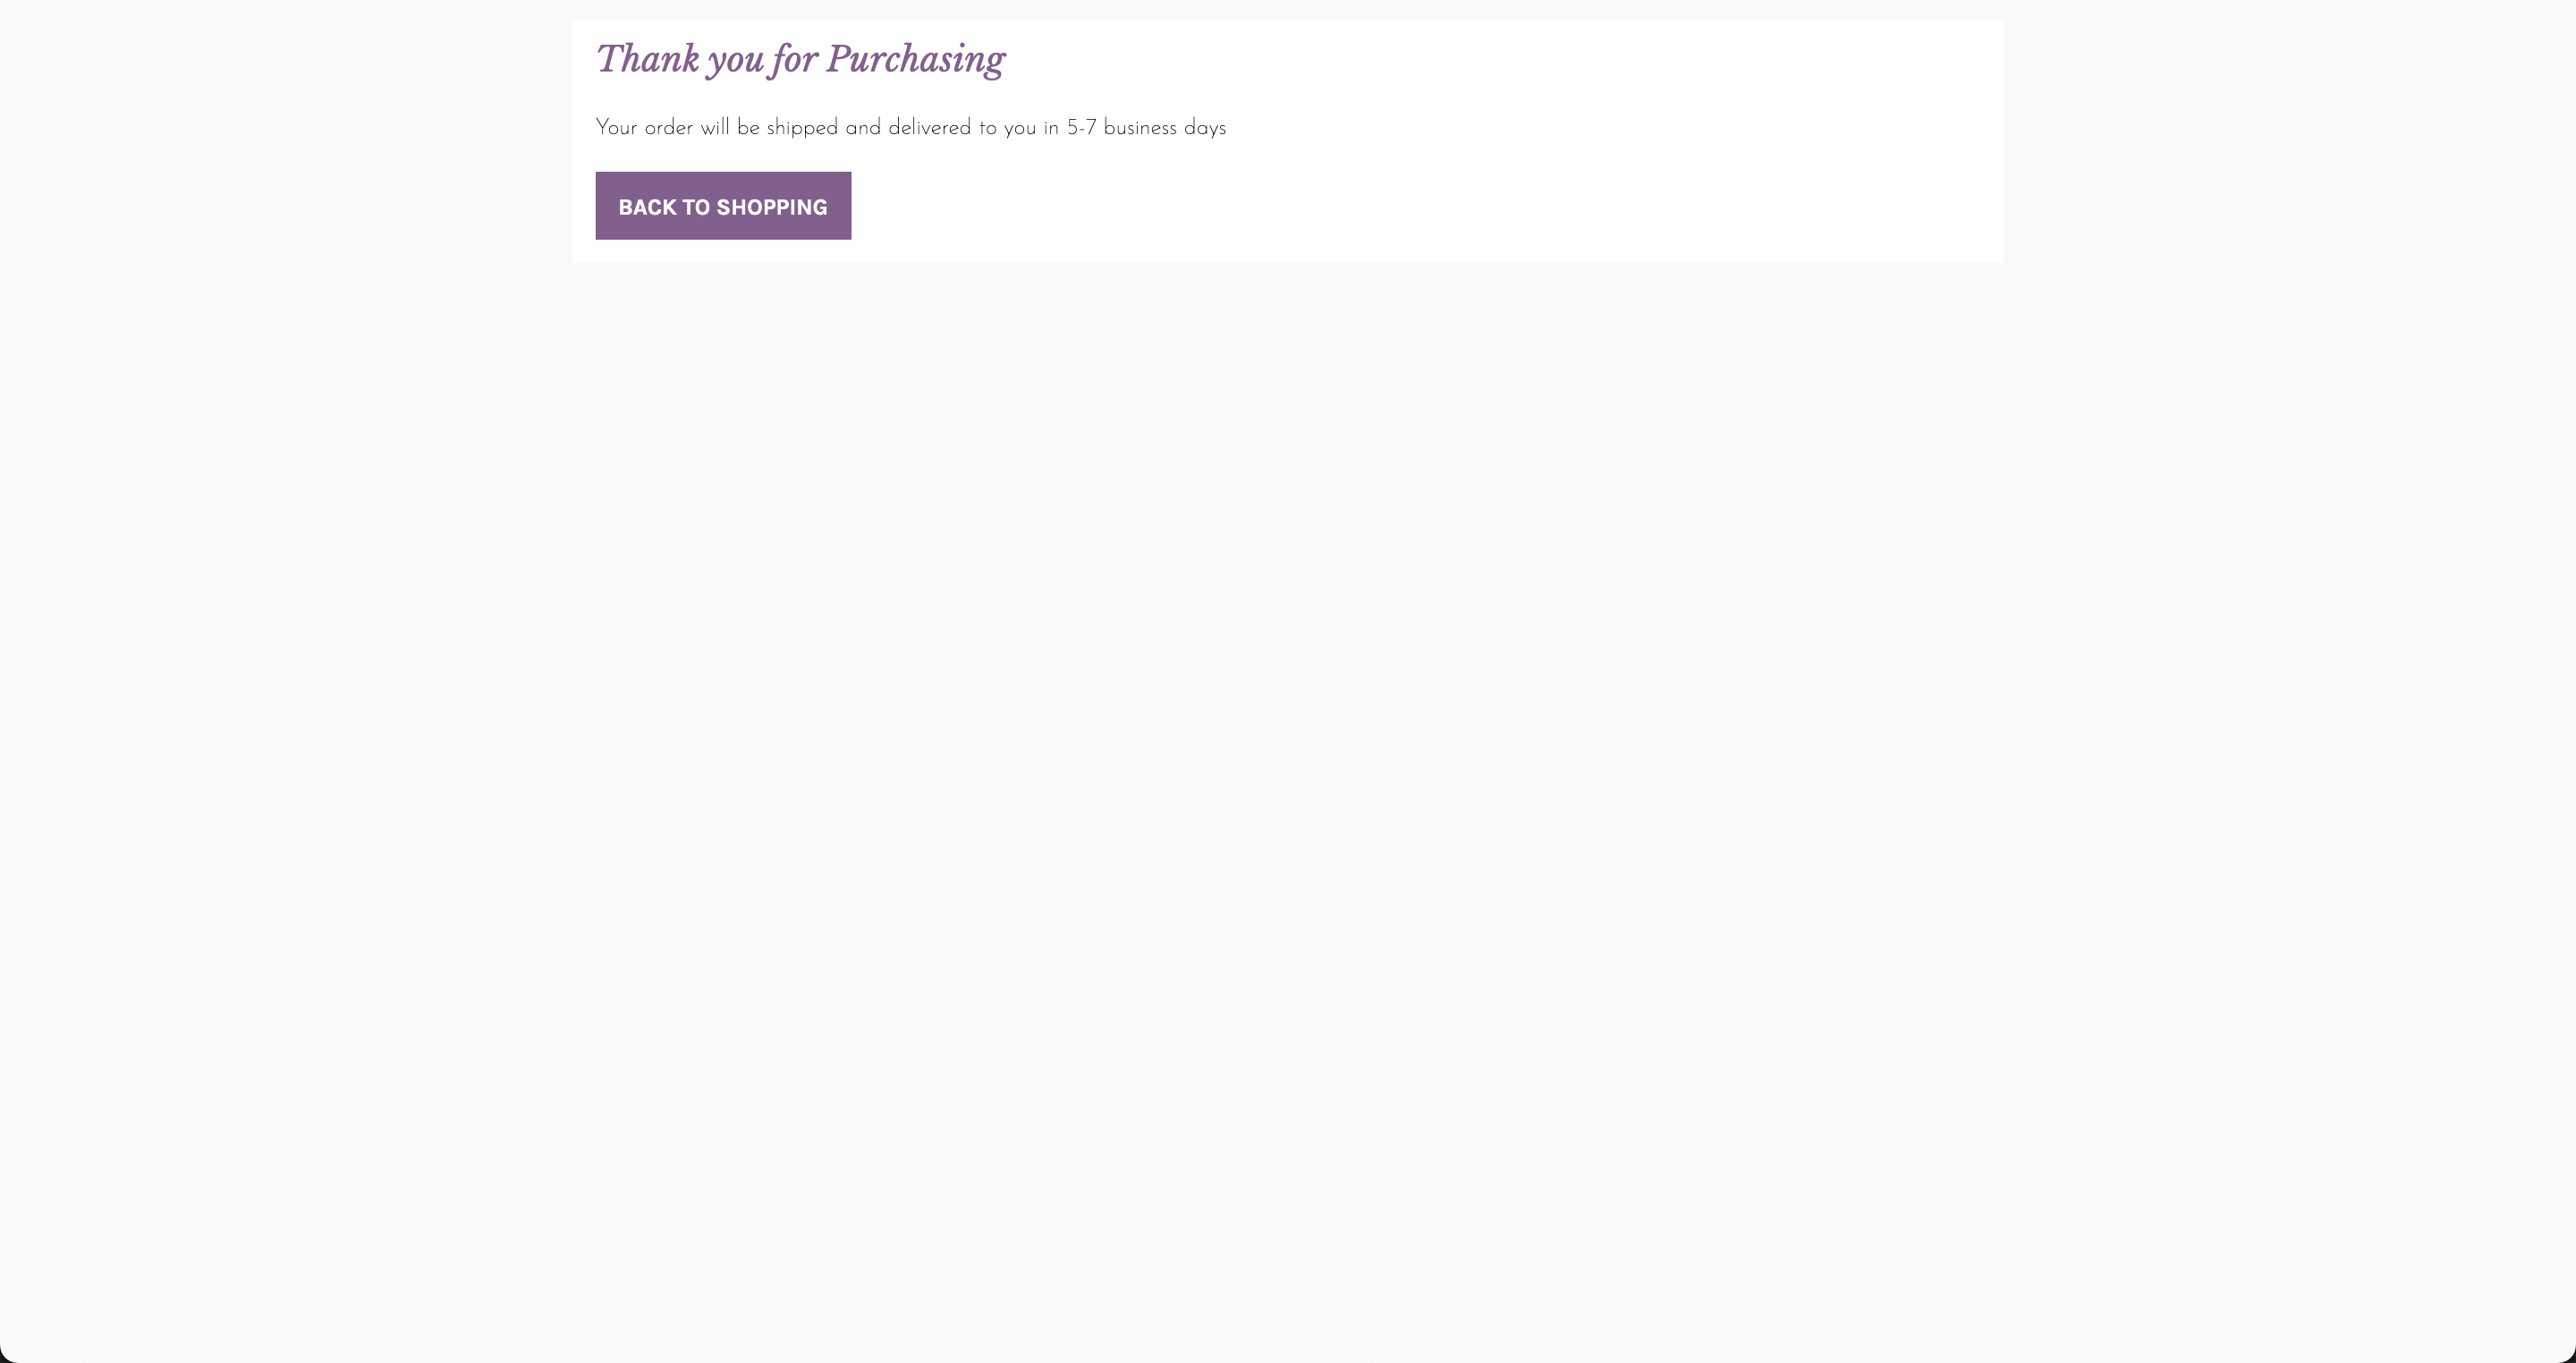 Thank you for Purchasing
Your order will be shipped and delivered to you in 5-7 business days
BACK TO SHOPPING